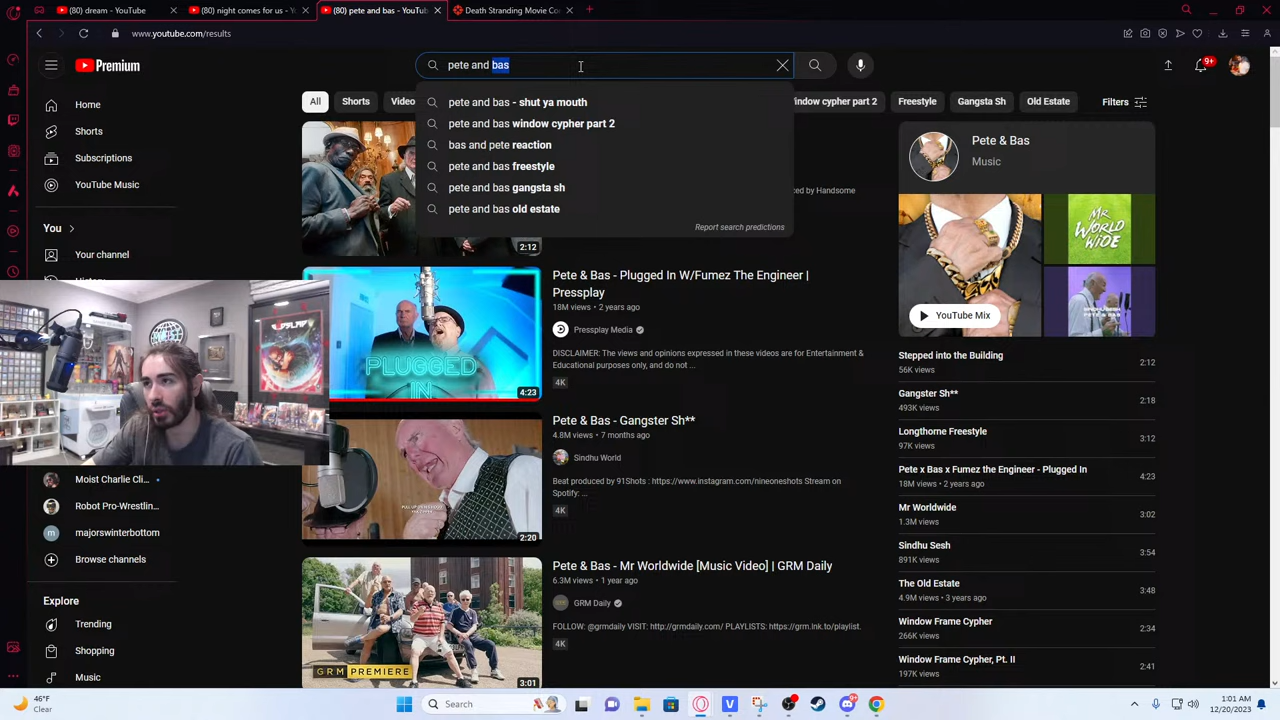 (80) dream - YouTube
(80) night comes for us - Yo
(80) pete and bas - YouTube
Death Stranding Movie Co
www.youtube.com/results
Premium
pete and bas
9+
Home
Shorts
Subscriptions
YouTube Music
You
Your channel
History
All
Shorts
Video
window cypher part 2
Freestyle
Gangsta Sh
Old Estate
Filters
pete and bas - shut ya mouth
pete and bas window cypher part 2
bas and pete reaction
pete and bas freestyle
pete and bas gangsta sh
pete and bas old estate
Report search predictions
ced by Handsome
2:12
Pete & Bas - Plugged In W/Fumez The Engineer |
Pressplay
18M views • 2 years ago
Pressplay Media
DISCLAIMER: The views and opinions expressed in these videos are for Entertainment &
Educational purposes only, and do not ...
4K
PLUGGED
IN
4:23
Pete & Bas - Gangster Sh**
4.8M views • 7 months ago
Sindhu World
Beat produced by 91Shots : https://www.instagram.com/nineoneshots Stream on
Spotify: ...
4K
2:20
Pete & Bas - Mr Worldwide [Music Video] | GRM Daily
6.3M views • 1 year ago
GRM Daily
FOLLOW: @grmdaily VISIT: http://grmdaily.com/ PLAYLISTS: https://grm.lnk.to/playlist.
4K
GRM PREMIERE
3:01
Pete & Bas
Music
MR
WORLD
WIDE
YouTube Mix
Stepped into the Building
56K views
2:12
Gangster Sh**
493K views
2:18
Longthorne Freestyle
97K views
3:12
Pete x Bas x Fumez the Engineer - Plugged In
18M views • 2 years ago
4:23
Mr Worldwide
1.3M views
3:02
Sindhu Sesh
891K views
3:54
The Old Estate
4.9M views • 3 years ago
3:48
Window Frame Cypher
266K views
2:34
Window Frame Cypher, Pt. II
197K views
2:41
Moist Charlie Cli...
Robot Pro-Wrestlin...
m
majorswinterbottom
Browse channels
Explore
Trending
Shopping
Music
46°F
Clear
Search
9+
1:01 AM
12/20/2023